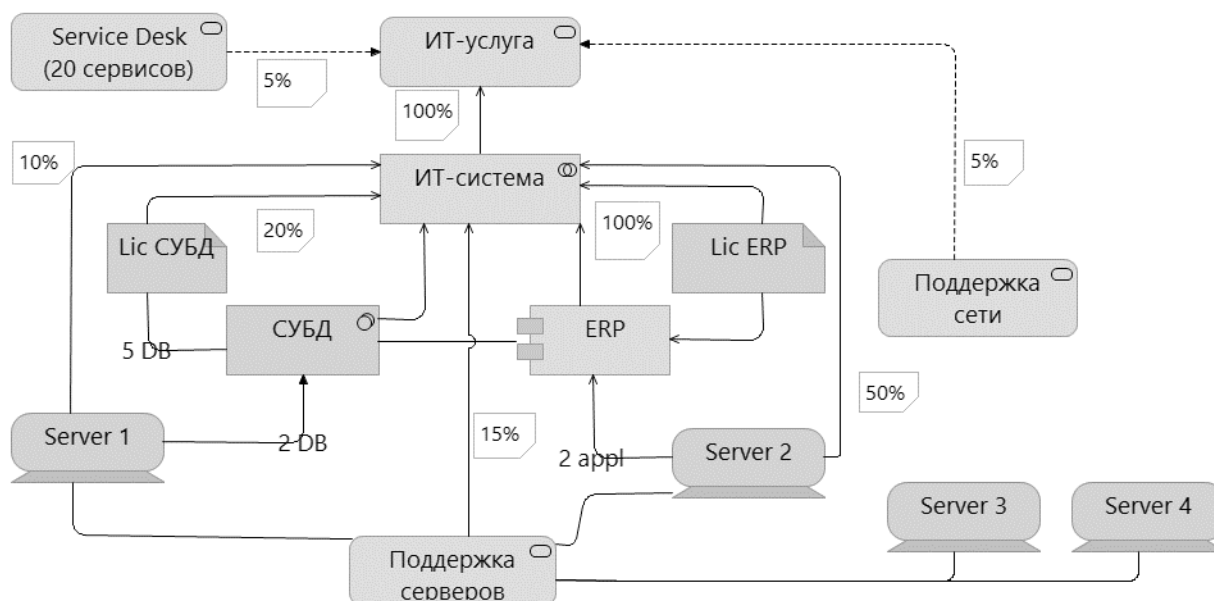 Service Desk
(20 сервисов)
5%
ИТ-услуга
100%
10%
ИТ-система
5%
Lic СУБД
20%
100%
Lic ERP
Поддержка
сети
СУБД
ERP
5 DB
50%
Server 1
2 DB
15%
2 appl
Server 2
Server 3
Server 4
Поддержка
серверов